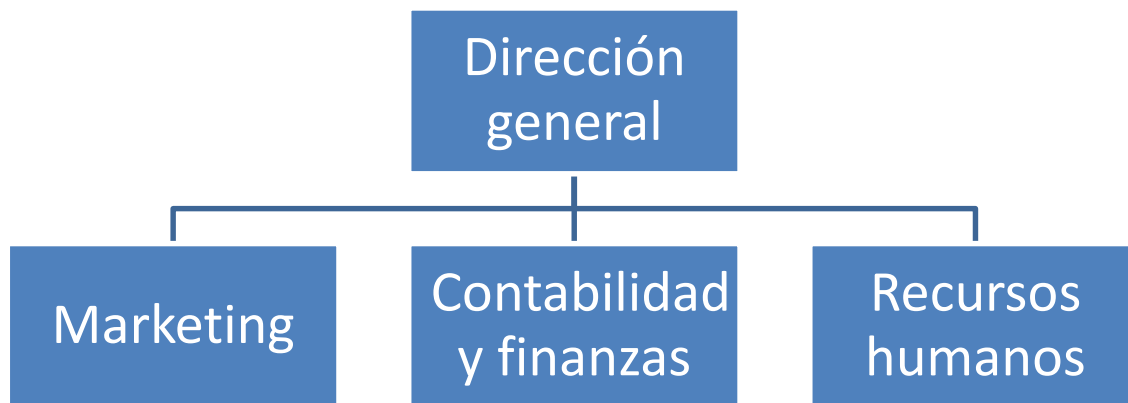 Dirección
general
Marketing
Contabilidad
y finanzas
Recursos
humanos